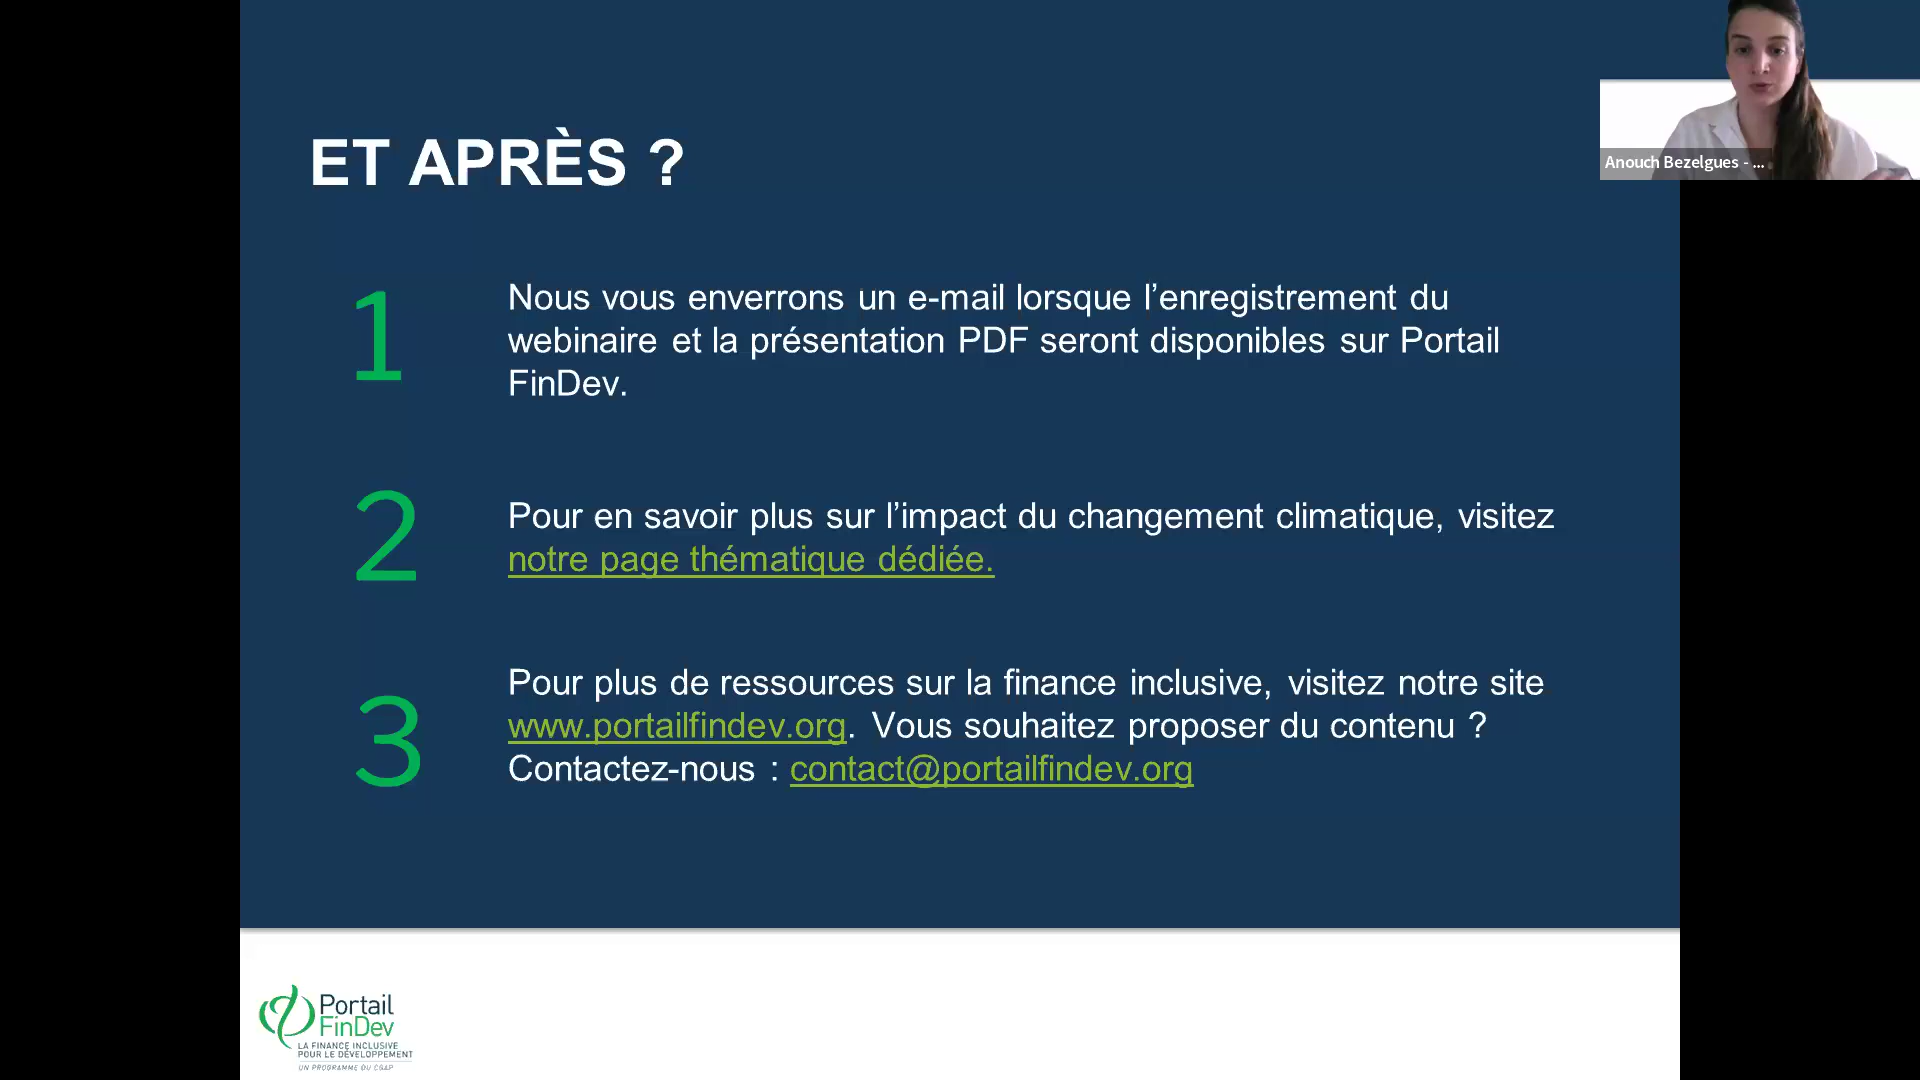 Anouch Bezelgues - ...
ET APRÈS ?
1
Nous vous enverrons un e-mail lorsque l’enregistrement du
webinaire et la présentation PDF seront disponibles sur Portail
FinDev.
2
Pour en savoir plus sur l’impact du changement climatique, visitez
notre page thématique dédiée.
3
Pour plus de ressources sur la finance inclusive, visitez notre site
www.portailfindev.org. Vous souhaitez proposer du contenu ?
Contactez-nous : contact@portailfindev.org
Portail
FinDev
LA FINANCE INCLUSIVE
POUR LE DÉVELOPPEMENT
UN PROGRAMME DU CGAP